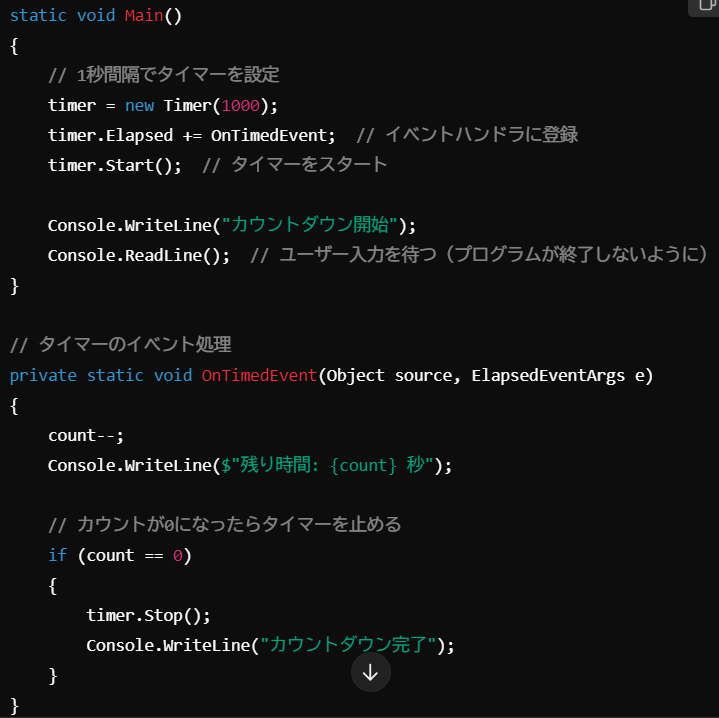 static void Main()
{
    // 1秒間隔でタイマーを設定
    timer = new Timer(1000);
    timer.Elapsed += OnTimedEvent;  // イベントハンドラに登録
    timer.Start();  // タイマーをスタート

    Console.WriteLine("カウントダウン開始");
    Console.ReadLine();  // ユーザー入力を待つ（プログラムが終了しないように）
}

// タイマーのイベント処理
private static void OnTimedEvent(Object source, ElapsedEventArgs e)
{
    count--;
    Console.WriteLine($"残り時間: {count} 秒");

    // カウントが0になったらタイマーを止める
    if (count == 0)
    {
        timer.Stop();
        Console.WriteLine("カウントダウン完了");
    }
}